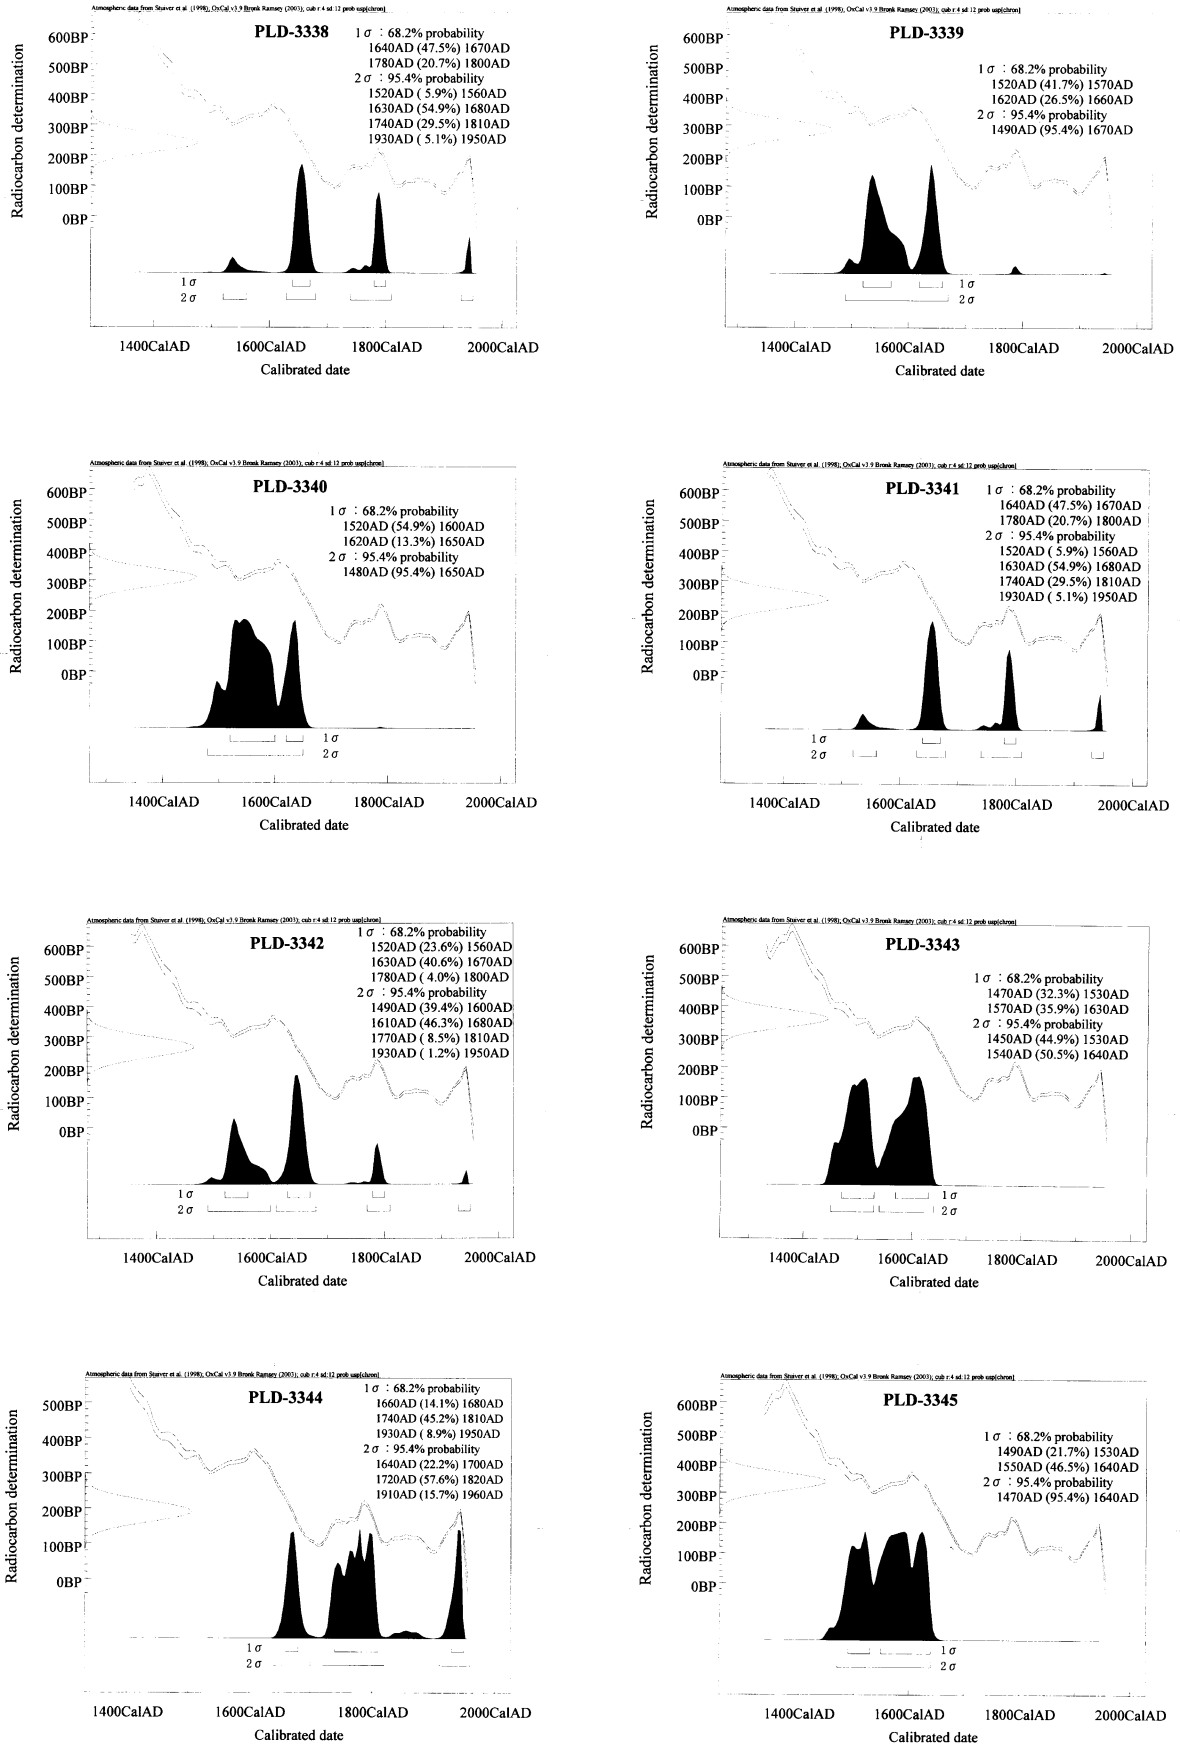 Atmospheric data from Stuiver et al. (1998); OxCal v3.9 Bronk Ramsey (2003); cub r:4 sd:12 prob usp[chron]
PLD-3338
1σ : 68.2% probability
1640AD (47.5%) 1670AD
1780AD (20.7%) 1800AD
2σ : 95.4% probability
1520AD ( 5.9%) 1560AD
1630AD (54.9%) 1680AD
1740AD (29.5%) 1810AD
1930AD ( 5.1%) 1950AD
Radiocarbon determination
600BP
500BP
400BP
300BP
200BP
100BP
0BP
1σ
2σ
1400CalAD 1600CalAD 1800CalAD 2000CalAD
Calibrated date
Atmospheric data from Stuiver et al. (1998); OxCal v3.9 Bronk Ramsey (2003); cub r:4 sd:12 prob usp[chron]
PLD-3339
1σ : 68.2% probability
1520AD (41.7%) 1570AD
1620AD (26.5%) 1660AD
2σ : 95.4% probability
1490AD (95.4%) 1670AD
Radiocarbon determination
600BP
500BP
400BP
300BP
200BP
100BP
0BP
1σ
2σ
1400CalAD 1600CalAD 1800CalAD 2000CalAD
Calibrated date
Atmospheric data from Stuiver et al. (1998); OxCal v3.9 Bronk Ramsey (2003); cub r:4 sd:12 prob usp[chron]
PLD-3340
1σ : 68.2% probability
1520AD (54.9%) 1600AD
1620AD (13.3%) 1650AD
2σ : 95.4% probability
1480AD (95.4%) 1650AD
Radiocarbon determination
600BP
500BP
400BP
300BP
200BP
100BP
0BP
1σ
2σ
1400CalAD 1600CalAD 1800CalAD 2000CalAD
Calibrated date
Atmospheric data from Stuiver et al. (1998); OxCal v3.9 Bronk Ramsey (2003); cub r:4 sd:12 prob usp[chron]
PLD-3341
1σ : 68.2% probability
1640AD (47.5%) 1670AD
1780AD (20.7%) 1800AD
2σ : 95.4% probability
1520AD ( 5.9%) 1560AD
1630AD (54.9%) 1680AD
1740AD (29.5%) 1810AD
1930AD ( 5.1%) 1950AD
Radiocarbon determination
600BP
500BP
400BP
300BP
200BP
100BP
0BP
1σ
2σ
1400CalAD 1600CalAD 1800CalAD 2000CalAD
Calibrated date
Atmospheric data from Stuiver et al. (1998); OxCal v3.9 Bronk Ramsey (2003); cub r:4 sd:12 prob usp[chron]
PLD-3342
1σ : 68.2% probability
1520AD (23.6%) 1560AD
1630AD (40.6%) 1670AD
1780AD ( 4.0%) 1800AD
2σ : 95.4% probability
1490AD (39.4%) 1600AD
1610AD (46.3%) 1680AD
1770AD ( 8.5%) 1810AD
1930AD ( 1.2%) 1950AD
Radiocarbon determination
600BP
500BP
400BP
300BP
200BP
100BP
0BP
1σ
2σ
1400CalAD 1600CalAD 1800CalAD 2000CalAD
Calibrated date
Atmospheric data from Stuiver et al. (1998); OxCal v3.9 Bronk Ramsey (2003); cub r:4 sd:12 prob usp[chron]
PLD-3343
1σ : 68.2% probability
1470AD (32.3%) 1530AD
1570AD (35.9%) 1630AD
2σ : 95.4% probability
1450AD (44.9%) 1530AD
1540AD (50.5%) 1640AD
Radiocarbon determination
600BP
500BP
400BP
300BP
200BP
100BP
0BP
1σ
2σ
1400CalAD 1600CalAD 1800CalAD 2000CalAD
Calibrated date
Atmospheric data from Stuiver et al. (1998); OxCal v3.9 Bronk Ramsey (2003); cub r:4 sd:12 prob usp[chron]
PLD-3344
1σ : 68.2% probability
1660AD (14.1%) 1680AD
1740AD (45.2%) 1810AD
1930AD ( 8.9%) 1950AD
2σ : 95.4% probability
1640AD (22.2%) 1700AD
1720AD (57.6%) 1820AD
1910AD (15.7%) 1960AD
Radiocarbon determination
500BP
400BP
300BP
200BP
100BP
0BP
1σ
2σ
1400CalAD 1600CalAD 1800CalAD 2000CalAD
Calibrated date
Atmospheric data from Stuiver et al. (1998); OxCal v3.9 Bronk Ramsey (2003); cub r:4 sd:12 prob usp[chron]
PLD-3345
1σ : 68.2% probability
1490AD (21.7%) 1530AD
1550AD (46.5%) 1640AD
2σ : 95.4% probability
1470AD (95.4%) 1640AD
Radiocarbon determination
600BP
500BP
400BP
300BP
200BP
100BP
0BP
1σ
2σ
1400CalAD 1600CalAD 1800CalAD 2000CalAD
Calibrated date